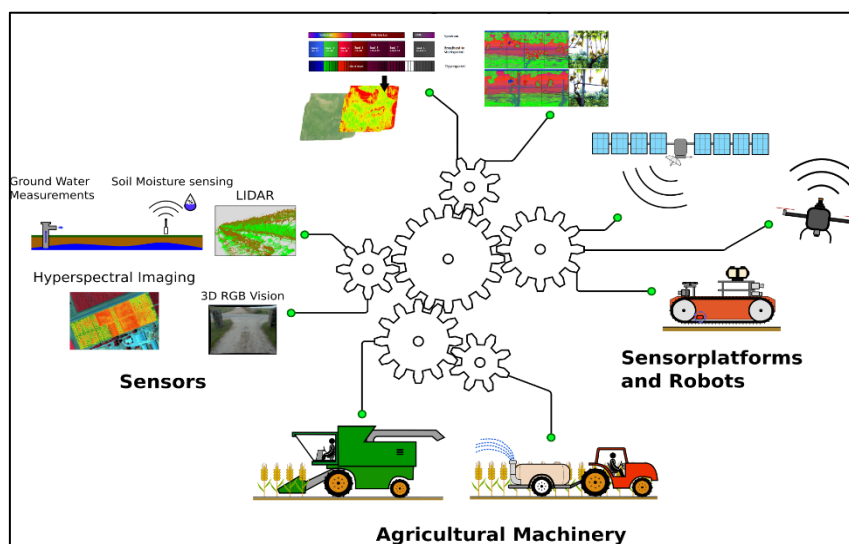 Ground Water
Measurements
Soil Moisture sensing
LIDAR
Hyperspectral Imaging
3D RGB Vision
Sensors
Sensorplatforms
and Robots
Agricultural Machinery